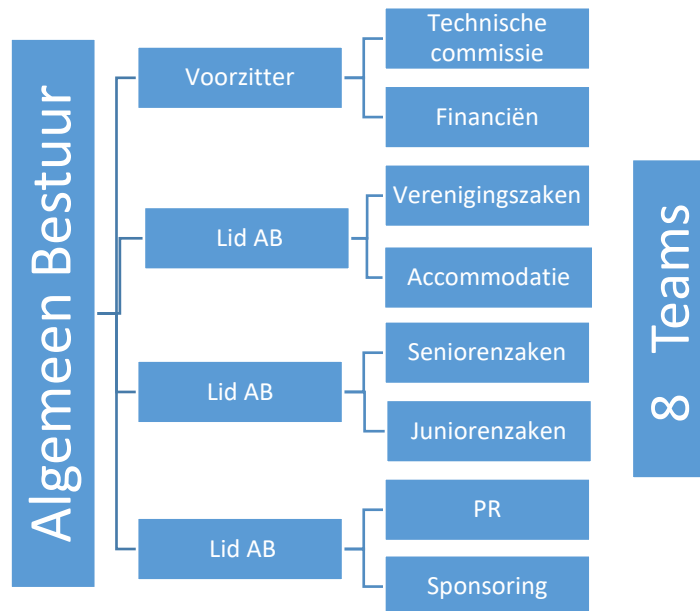 Algemeen Bestuur
Voorzitter
Technische
commissie
Financiën
Lid AB
Verenigingszaken
Accommodatie
Lid AB
Seniorenzaken
Juniorenzaken
Lid AB
PR
Sponsoring
8 Teams